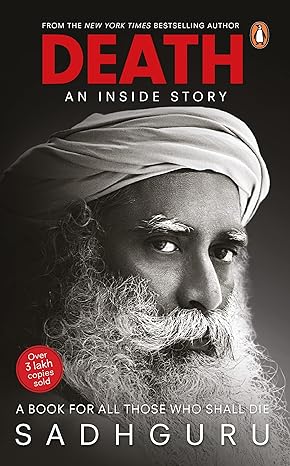 FROM THE NEW YORK TIMES BESTSELLING AUTHOR
DEATH
AN INSIDE STORY
Over
3 lakh
copies
sold
A BOOK FOR ALL THOSE WHO SHALL DIE
SADHGURU